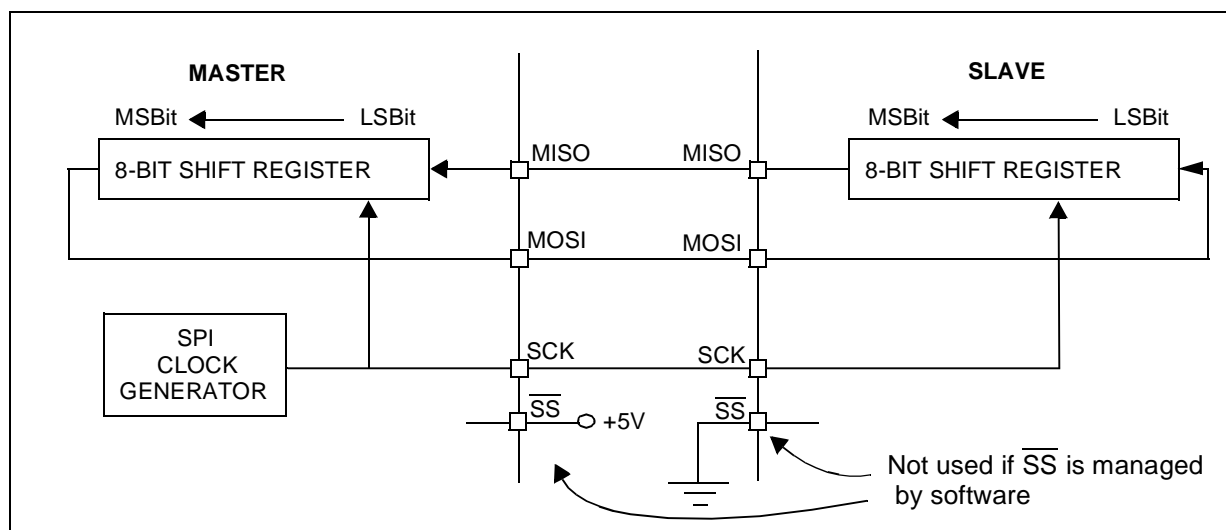 MASTER
SLAVE
MSBit
LSBit
MSBit
LSBit
8-BIT SHIFT REGISTER
MISO
MISO
8-BIT SHIFT REGISTER
MOSI
MOSI
SPI
CLOCK
GENERATOR
SCK
SCK
SS
+5V
SS
Not used if SS is managed
by software